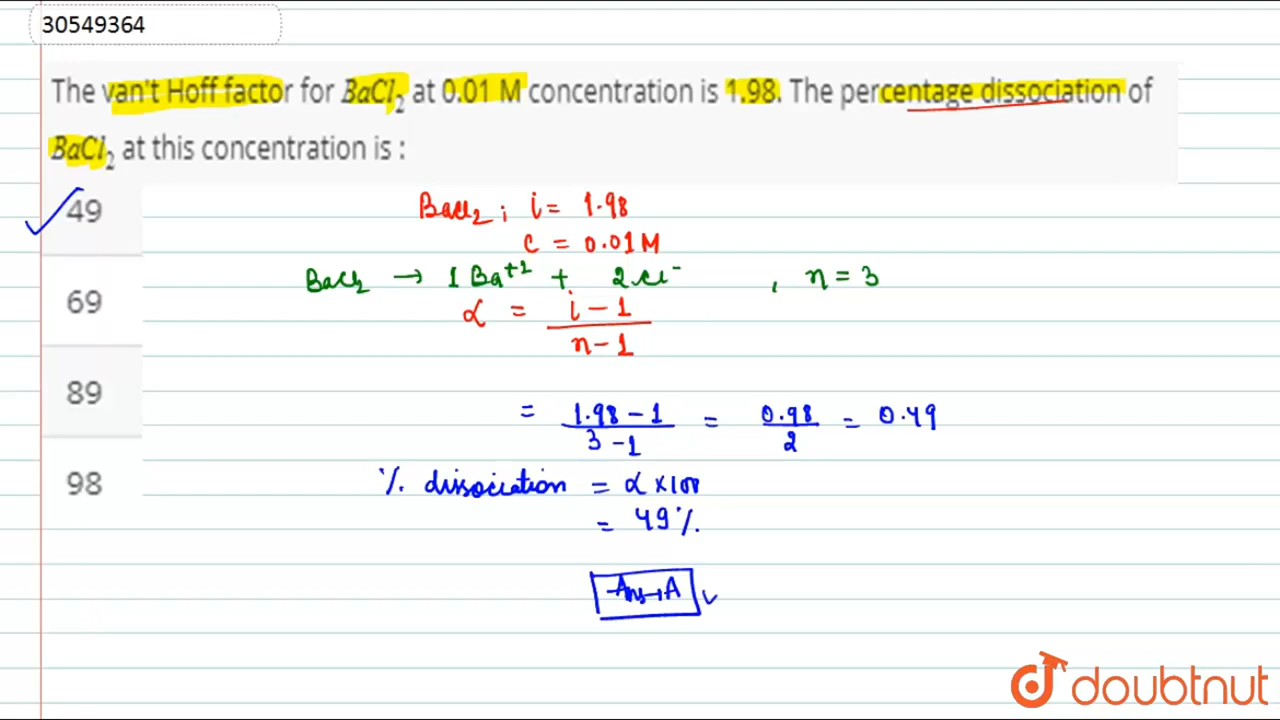 30549364
The van't Hoff factor for BaCl₂ at 0.01 M concentration is 1.98. The percentage dissociation of
BaCl₂ at this concentration is :
49
69
89
98
BaCl₂ ; i = 1.98
C = 0.01 M
BaCl₂ → 1 Ba⁺² + 2Cl⁻ , n = 3
α = i - 1 / n - 1
= 1.98 - 1 / 3 - 1 = 0.98 / 2 = 0.49
% dissociation = α × 100
= 49%
Ans → A
doubtnut